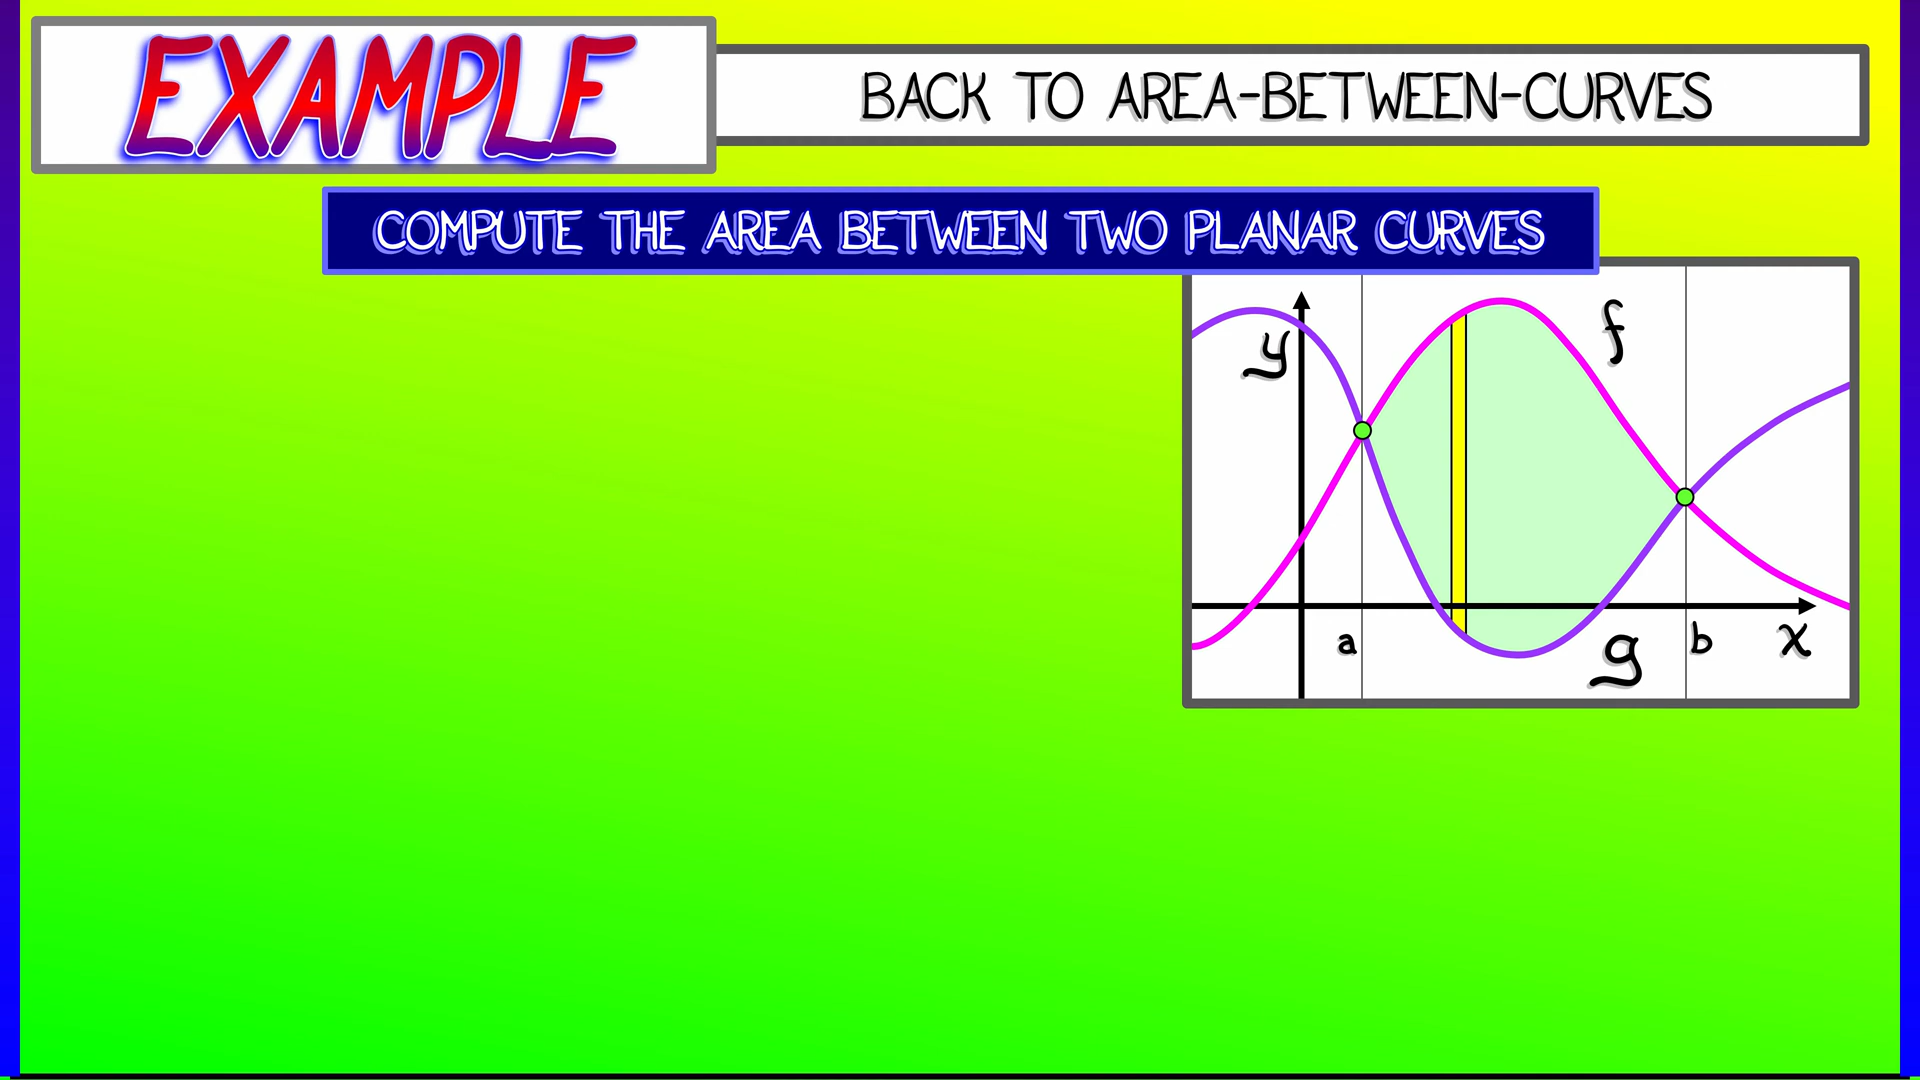 EXAMPLE
BACK TO AREA-BETWEEN-CURVES
COMPUTE THE AREA BETWEEN TWO PLANAR CURVES
y
f
a
g
b
x